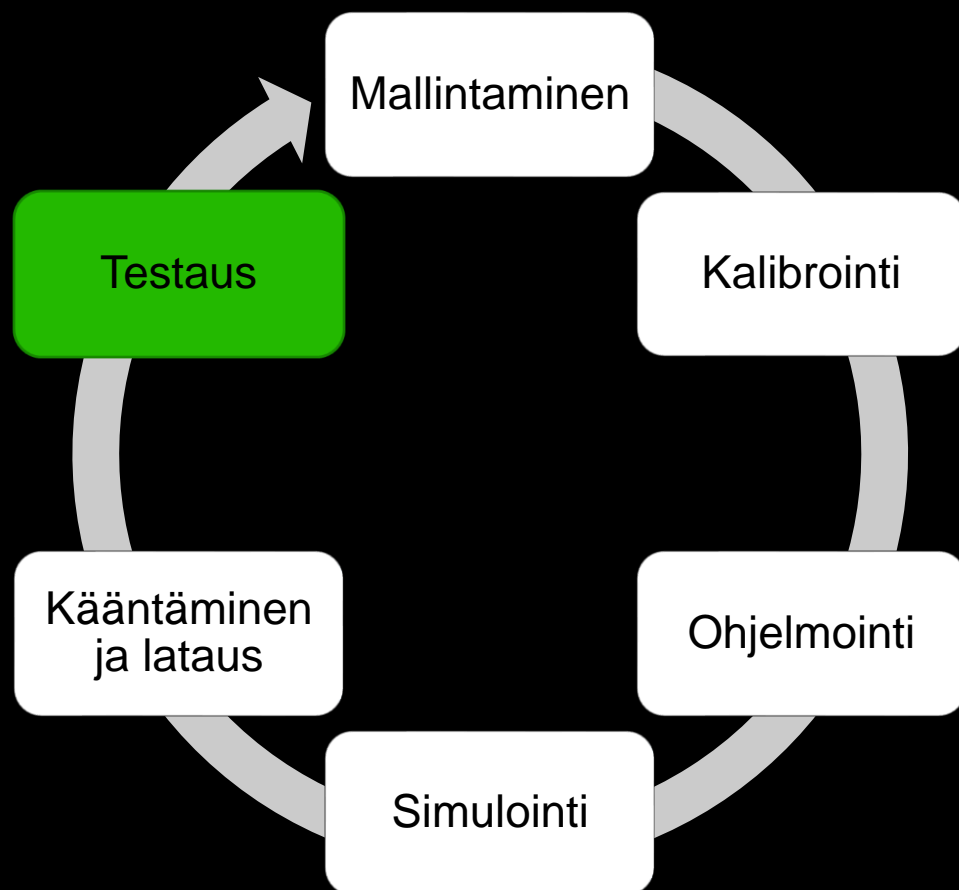 Mallintaminen
Kalibrointi
Ohjelmointi
Simulointi
Kääntäminen
ja lataus
Testaus